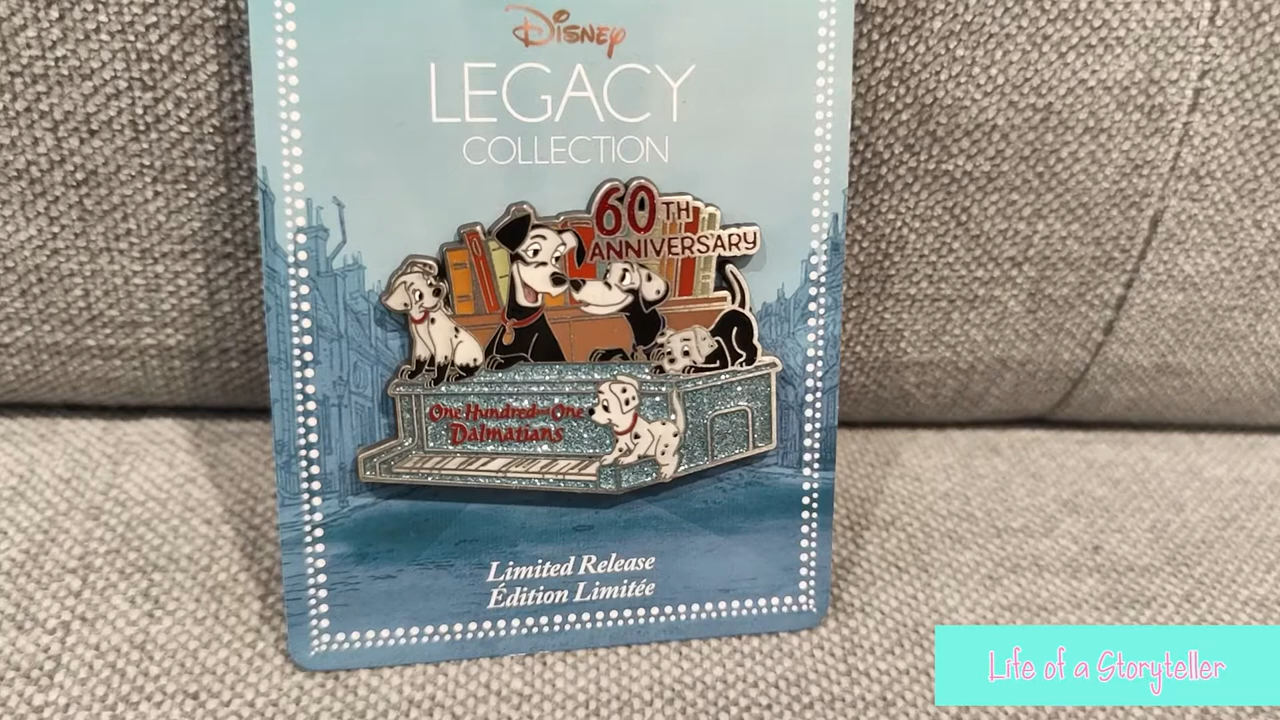 Disney
LEGACY
COLLECTION
60TH
ANNIVERSARY
One Hundred and One
Dalmatians
Limited Release
Édition Limitée
Life of a Storyteller